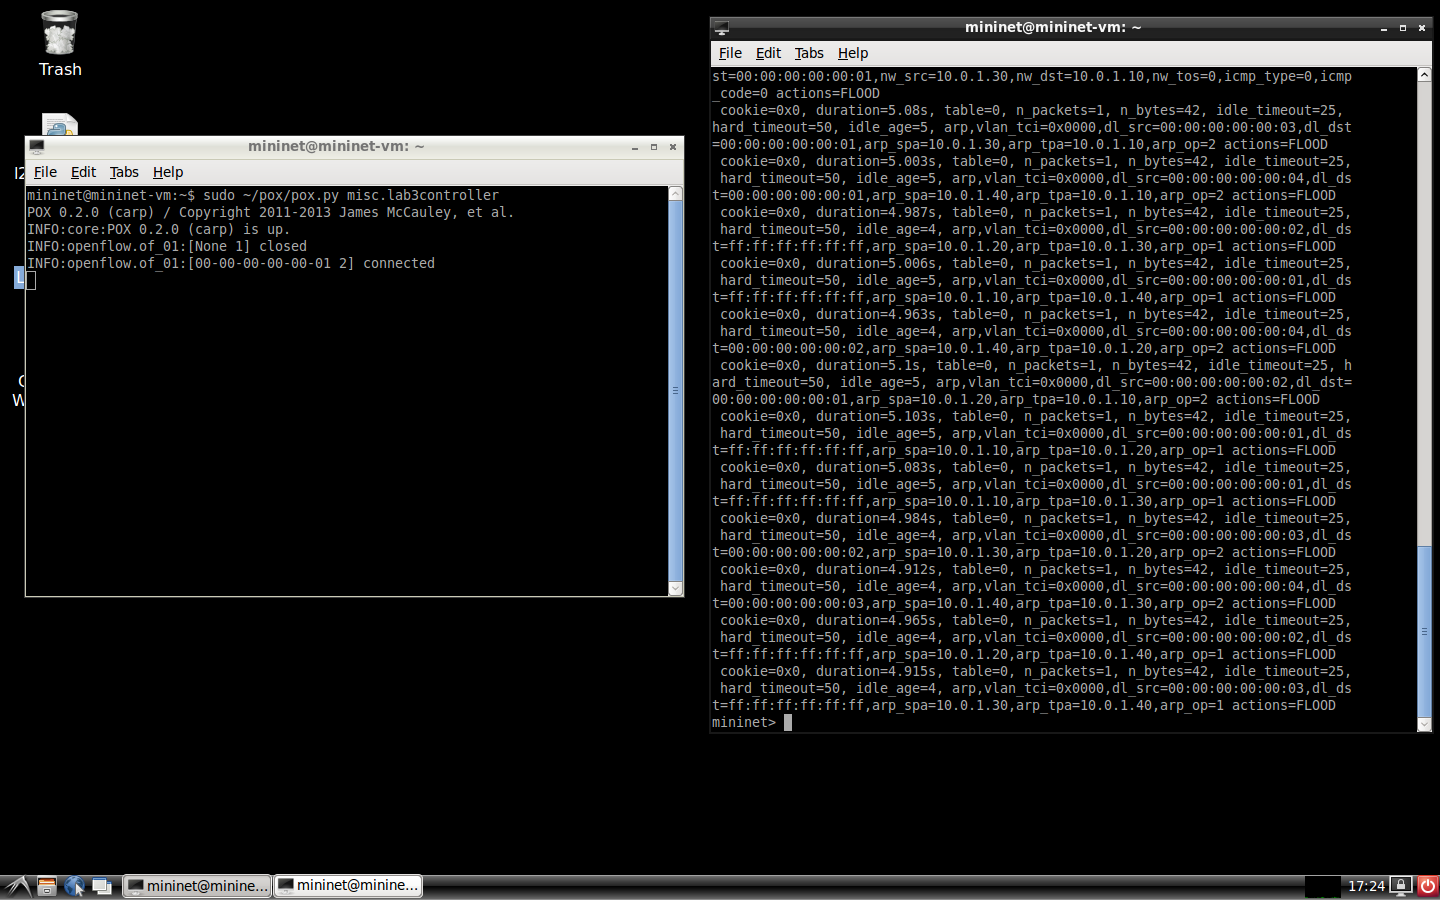 Trash
I2
L
C
W
mininet@mininet-vm: ~
File Edit Tabs Help
mininet@mininet-vm:~$ sudo ~/pox/pox.py misc.lab3controller
POX 0.2.0 (carp) / Copyright 2011-2013 James McCauley, et al.
INFO:core:POX 0.2.0 (carp) is up.
INFO:openflow.of_01:[None 1] closed
INFO:openflow.of_01:[00-00-00-00-00-01 2] connected
mininet@mininet-vm: ~
File Edit Tabs Help
st=00:00:00:00:00:01,nw_src=10.0.1.30,nw_dst=10.0.1.10,nw_tos=0,icmp_type=0,icmp
_code=0 actions=FLOOD
cookie=0x0, duration=5.08s, table=0, n_packets=1, n_bytes=42, idle_timeout=25,
hard_timeout=50, idle_age=5, arp,vlan_tci=0x0000,dl_src=00:00:00:00:00:03,dl_dst
=00:00:00:00:00:01,arp_spa=10.0.1.30,arp_tpa=10.0.1.10,arp_op=2 actions=FLOOD
cookie=0x0, duration=5.003s, table=0, n_packets=1, n_bytes=42, idle_timeout=25,
hard_timeout=50, idle_age=5, arp,vlan_tci=0x0000,dl_src=00:00:00:00:00:04,dl_ds
t=00:00:00:00:00:01,arp_spa=10.0.1.40,arp_tpa=10.0.1.10,arp_op=2 actions=FLOOD
cookie=0x0, duration=4.987s, table=0, n_packets=1, n_bytes=42, idle_timeout=25,
hard_timeout=50, idle_age=4, arp,vlan_tci=0x0000,dl_src=00:00:00:00:00:02,dl_ds
t=ff:ff:ff:ff:ff:ff,arp_spa=10.0.1.20,arp_tpa=10.0.1.30,arp_op=1 actions=FLOOD
cookie=0x0, duration=5.006s, table=0, n_packets=1, n_bytes=42, idle_timeout=25,
hard_timeout=50, idle_age=5, arp,vlan_tci=0x0000,dl_src=00:00:00:00:00:01,dl_ds
t=ff:ff:ff:ff:ff:ff,arp_spa=10.0.1.10,arp_tpa=10.0.1.40,arp_op=1 actions=FLOOD
cookie=0x0, duration=4.963s, table=0, n_packets=1, n_bytes=42, idle_timeout=25,
hard_timeout=50, idle_age=4, arp,vlan_tci=0x0000,dl_src=00:00:00:00:00:04,dl_ds
t=00:00:00:00:00:02,arp_spa=10.0.1.40,arp_tpa=10.0.1.20,arp_op=2 actions=FLOOD
cookie=0x0, duration=5.1s, table=0, n_packets=1, n_bytes=42, idle_timeout=25, h
ard_timeout=50, idle_age=5, arp,vlan_tci=0x0000,dl_src=00:00:00:00:00:02,dl_dst=
00:00:00:00:00:01,arp_spa=10.0.1.20,arp_tpa=10.0.1.10,arp_op=2 actions=FLOOD
cookie=0x0, duration=5.103s, table=0, n_packets=1, n_bytes=42, idle_timeout=25,
hard_timeout=50, idle_age=5, arp,vlan_tci=0x0000,dl_src=00:00:00:00:00:01,dl_ds
t=ff:ff:ff:ff:ff:ff,arp_spa=10.0.1.10,arp_tpa=10.0.1.20,arp_op=1 actions=FLOOD
cookie=0x0, duration=5.083s, table=0, n_packets=1, n_bytes=42, idle_timeout=25,
hard_timeout=50, idle_age=5, arp,vlan_tci=0x0000,dl_src=00:00:00:00:00:01,dl_ds
t=ff:ff:ff:ff:ff:ff,arp_spa=10.0.1.10,arp_tpa=10.0.1.30,arp_op=1 actions=FLOOD
cookie=0x0, duration=4.984s, table=0, n_packets=1, n_bytes=42, idle_timeout=25,
hard_timeout=50, idle_age=4, arp,vlan_tci=0x0000,dl_src=00:00:00:00:00:03,dl_ds
t=00:00:00:00:00:02,arp_spa=10.0.1.30,arp_tpa=10.0.1.20,arp_op=2 actions=FLOOD
cookie=0x0, duration=4.912s, table=0, n_packets=1, n_bytes=42, idle_timeout=25,
hard_timeout=50, idle_age=4, arp,vlan_tci=0x0000,dl_src=00:00:00:00:00:04,dl_ds
t=00:00:00:00:00:03,arp_spa=10.0.1.40,arp_tpa=10.0.1.30,arp_op=2 actions=FLOOD
cookie=0x0, duration=4.965s, table=0, n_packets=1, n_bytes=42, idle_timeout=25,
hard_timeout=50, idle_age=4, arp,vlan_tci=0x0000,dl_src=00:00:00:00:00:02,dl_ds
t=ff:ff:ff:ff:ff:ff,arp_spa=10.0.1.20,arp_tpa=10.0.1.40,arp_op=1 actions=FLOOD
cookie=0x0, duration=4.915s, table=0, n_packets=1, n_bytes=42, idle_timeout=25,
hard_timeout=50, idle_age=4, arp,vlan_tci=0x0000,dl_src=00:00:00:00:00:03,dl_ds
t=ff:ff:ff:ff:ff:ff,arp_spa=10.0.1.30,arp_tpa=10.0.1.40,arp_op=1 actions=FLOOD
mininet>
mininet@minine...
mininet@minine...
17:24